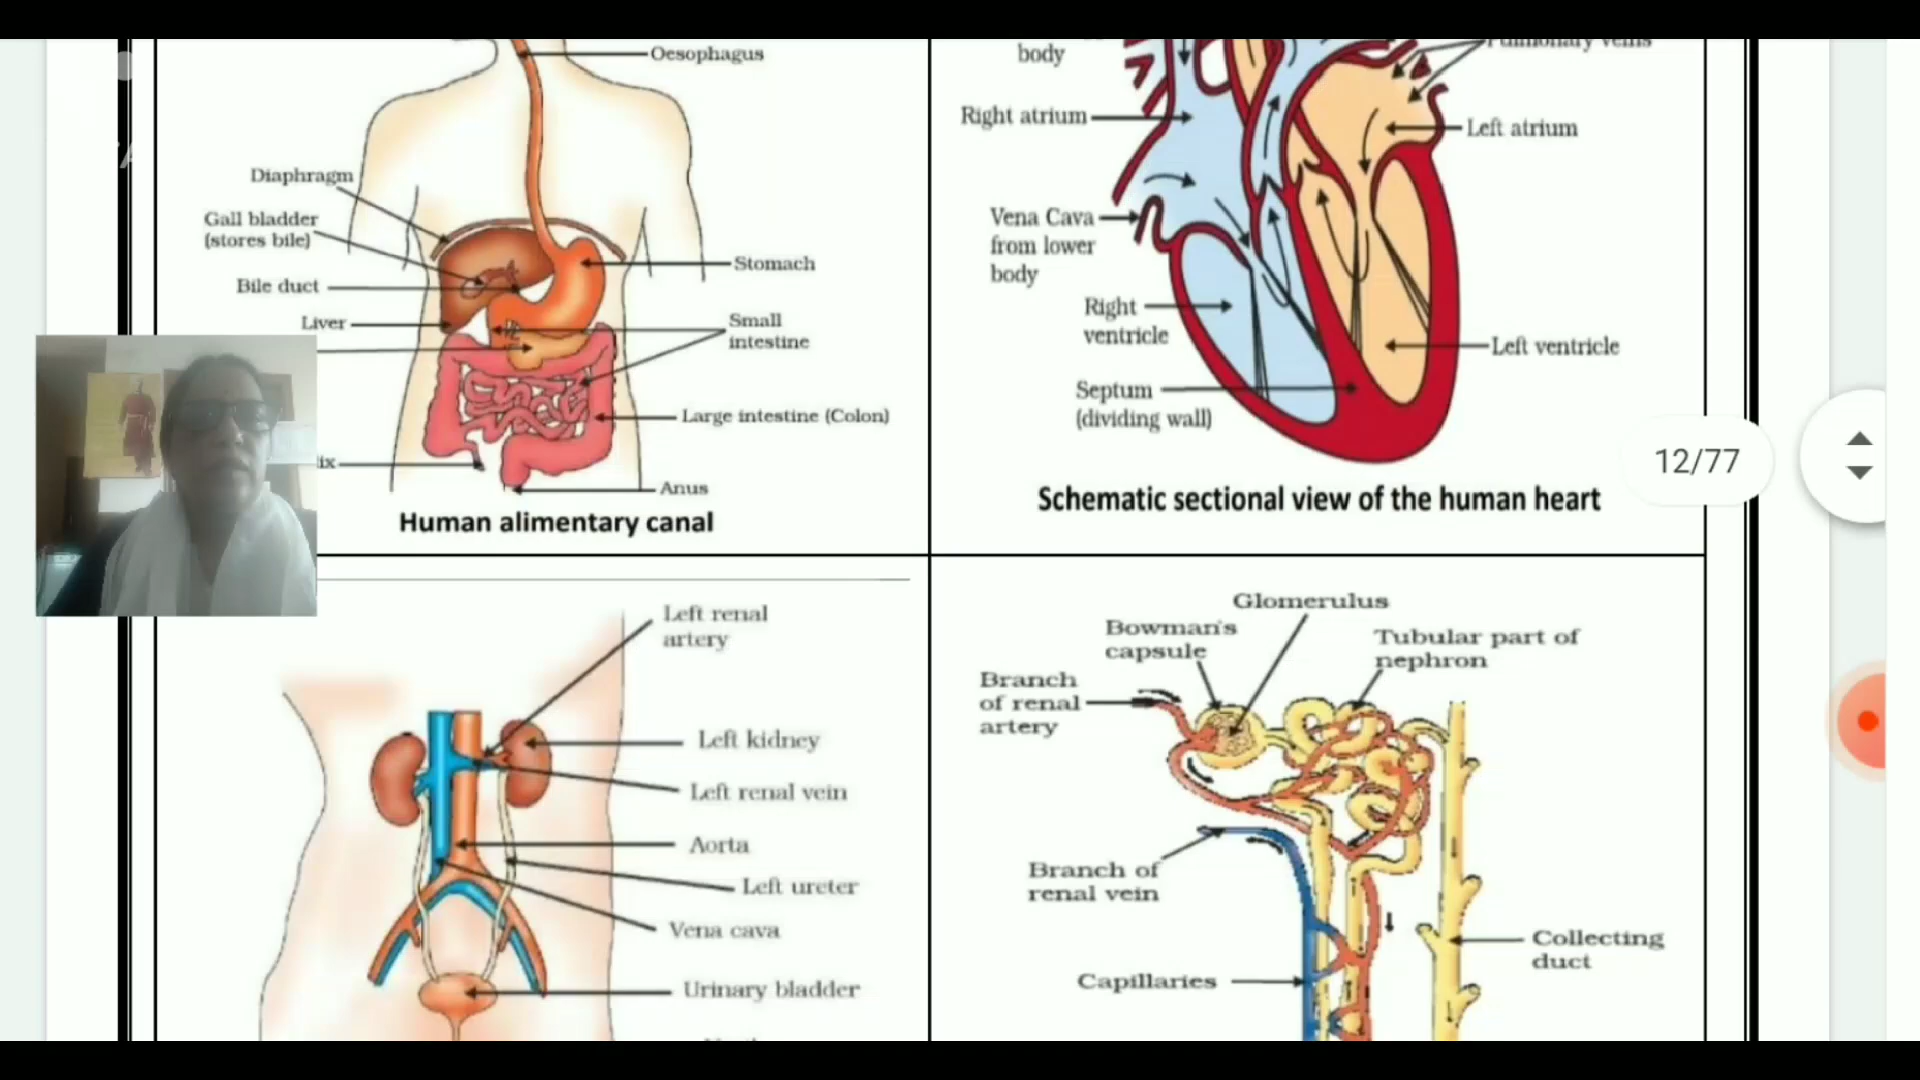 Oesophagus
Diaphragm
Gall bladder
(stores bile)
Bile duct
Liver
Stomach
Small
intestine
Large intestine (Colon)
ix
Anus
Human alimentary canal
body
Pulmonary veins
Right atrium
Left atrium
Vena Cava
from lower
body
Right
ventricle
Left ventricle
Septum
(dividing wall)
Schematic sectional view of the human heart
12/77
Left renal
artery
Left kidney
Left renal vein
Aorta
Left ureter
Vena cava
Urinary bladder
Glomerulus
Bowman's
capsule
Tubular part of
nephron
Branch
of renal
artery
Branch of
renal vein
Collecting
duct
Capillaries